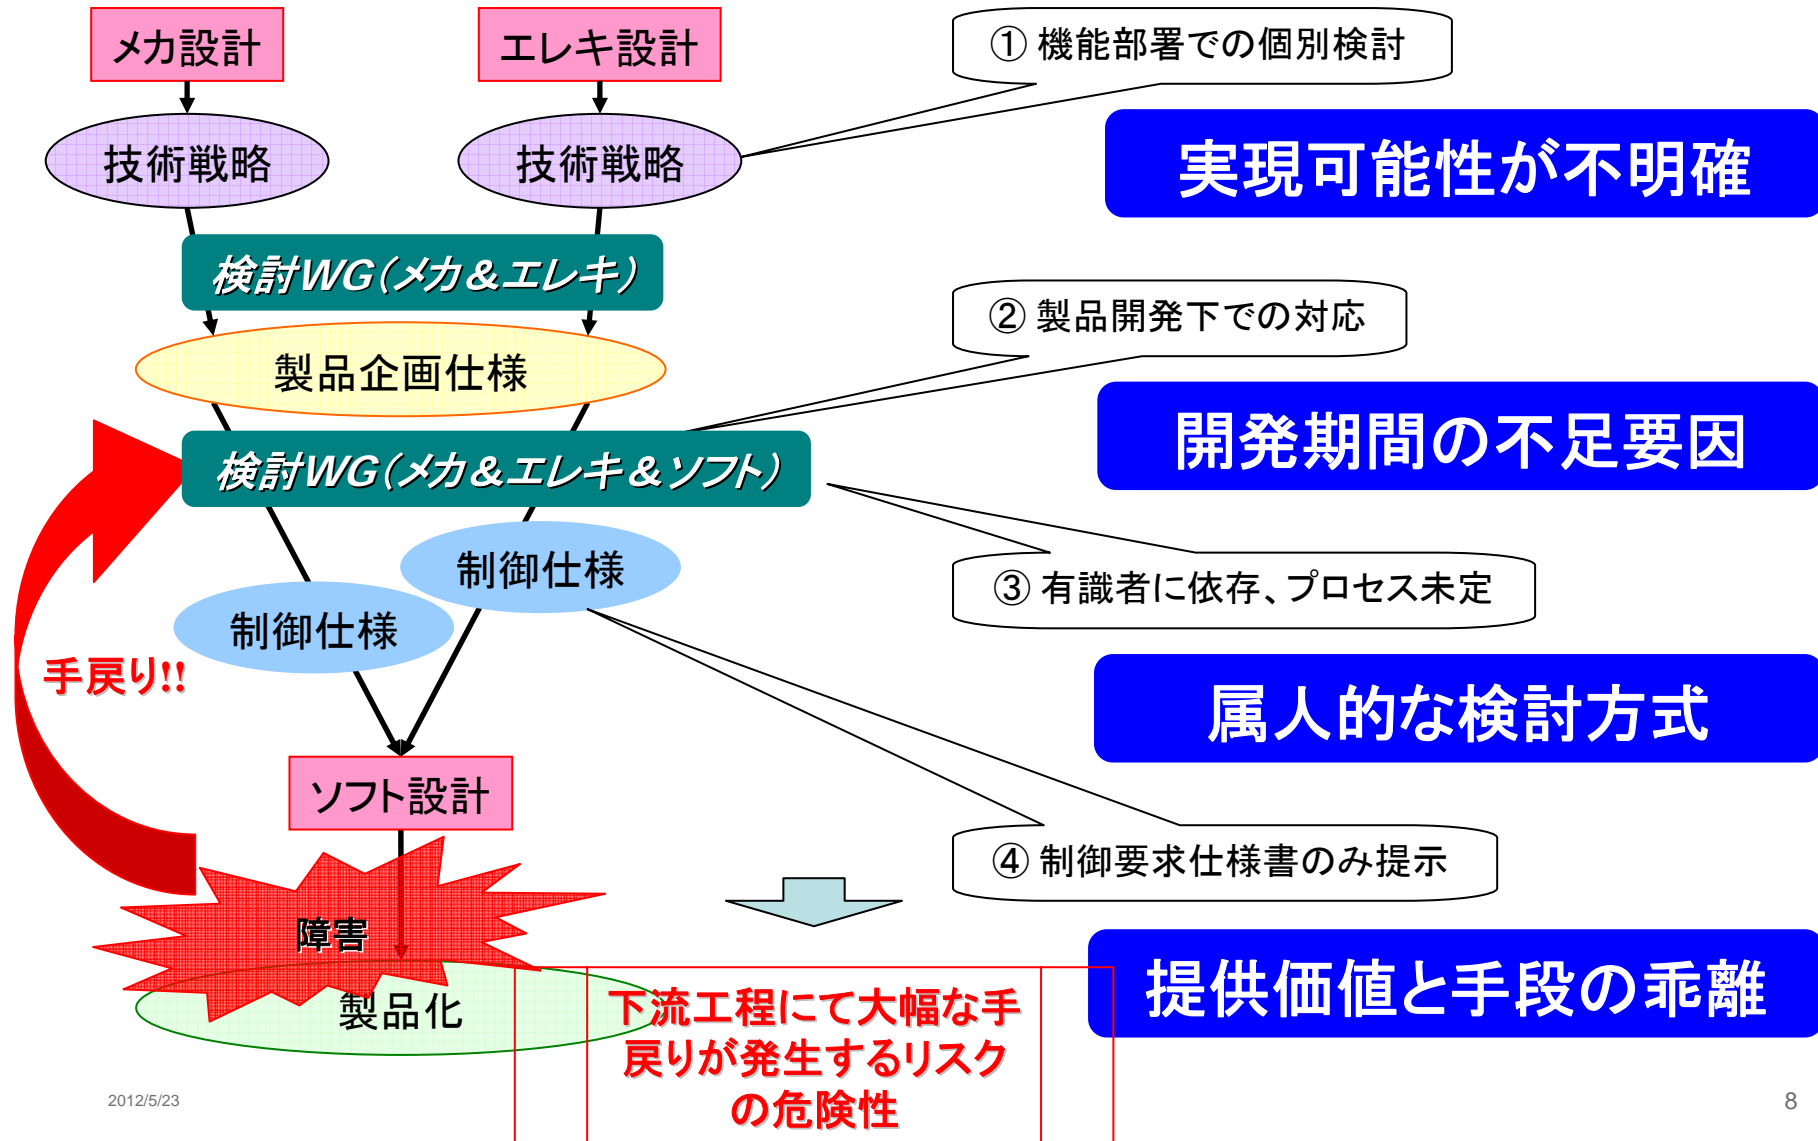 メカ設計
エレキ設計
① 機能部署での個別検討
技術戦略
技術戦略
実現可能性が不明確
検討WG(メカ&エレキ)
② 製品開発下での対応
製品企画仕様
開発期間の不足要因
検討WG(メカ&エレキ&ソフト)
制御仕様
③ 有識者に依存、プロセス未定
制御仕様
手戻り!!
属人的な検討方式
ソフト設計
④ 制御要求仕様書のみ提示
障害
提供価値と手段の乖離
製品化
下流工程にて大幅な手
戻りが発生するリスク
の危険性
2012/5/23
8